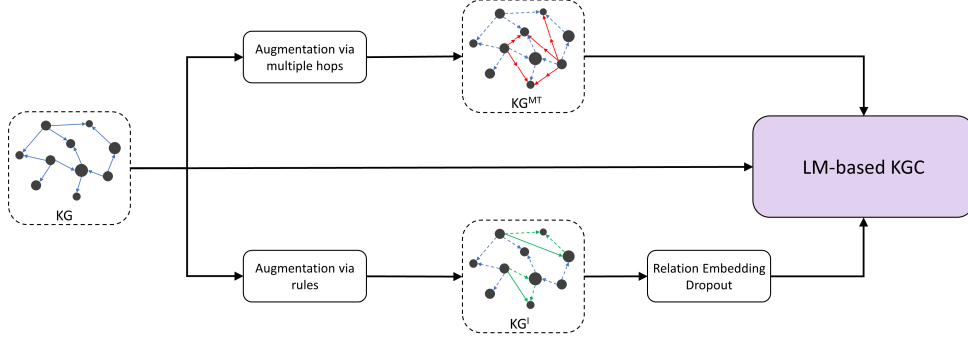 Augmentation via
multiple hops
KG^MT
KG
LM-based KGC
Augmentation via
rules
KG^I
Relation Embedding
Dropout